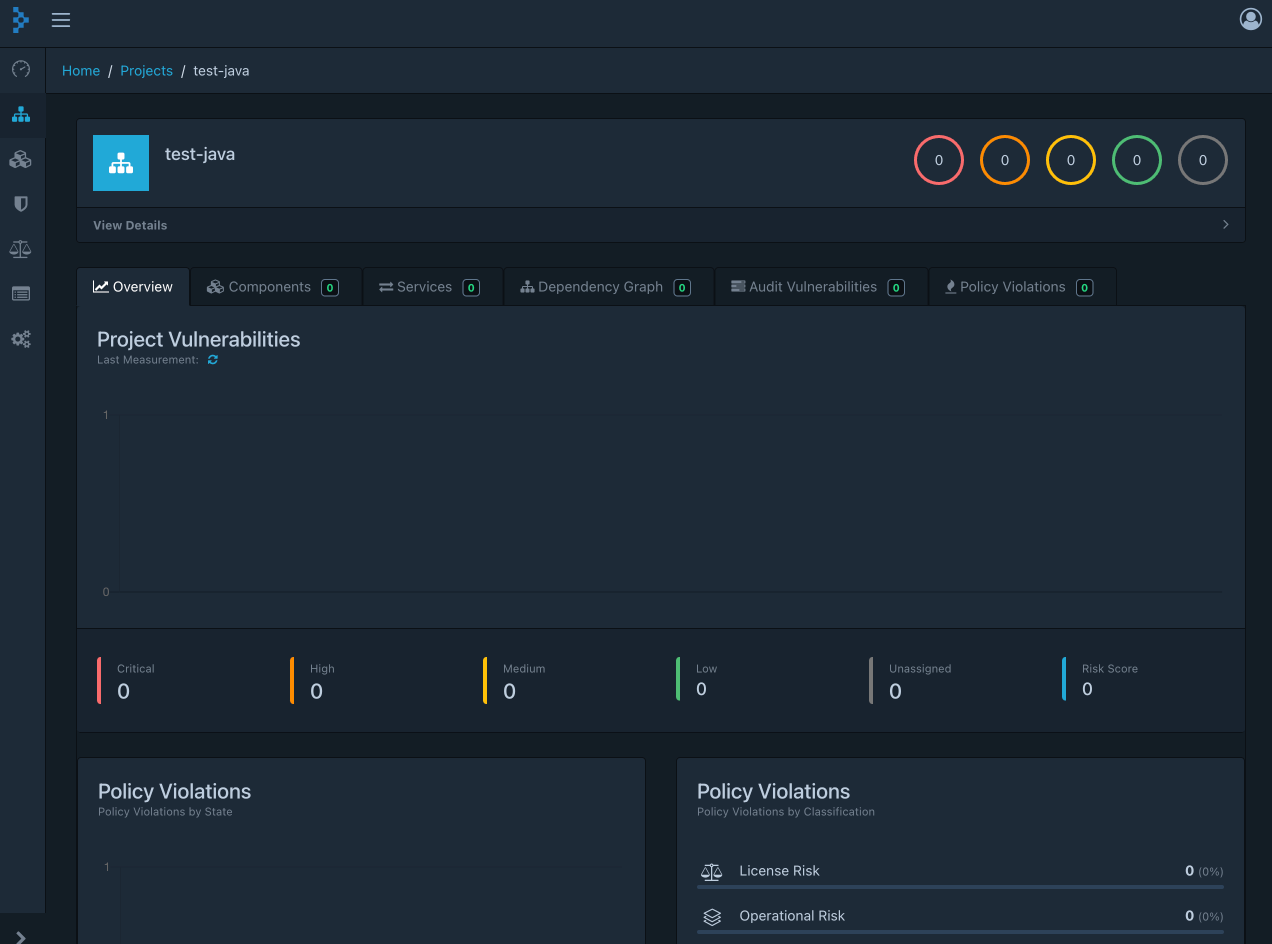 Home / Projects / test-java
test-java
0 0 0 0 0
View Details
Overview Components 0 Services 0 Dependency Graph 0 Audit Vulnerabilities 0 Policy Violations 0
Project Vulnerabilities
Last Measurement:
1
0
Critical High Medium Low Unassigned Risk Score
0 0 0 0 0 0
Policy Violations
Policy Violations by State
1
Policy Violations
Policy Violations by Classification
License Risk 0 (0%)
Operational Risk 0 (0%)